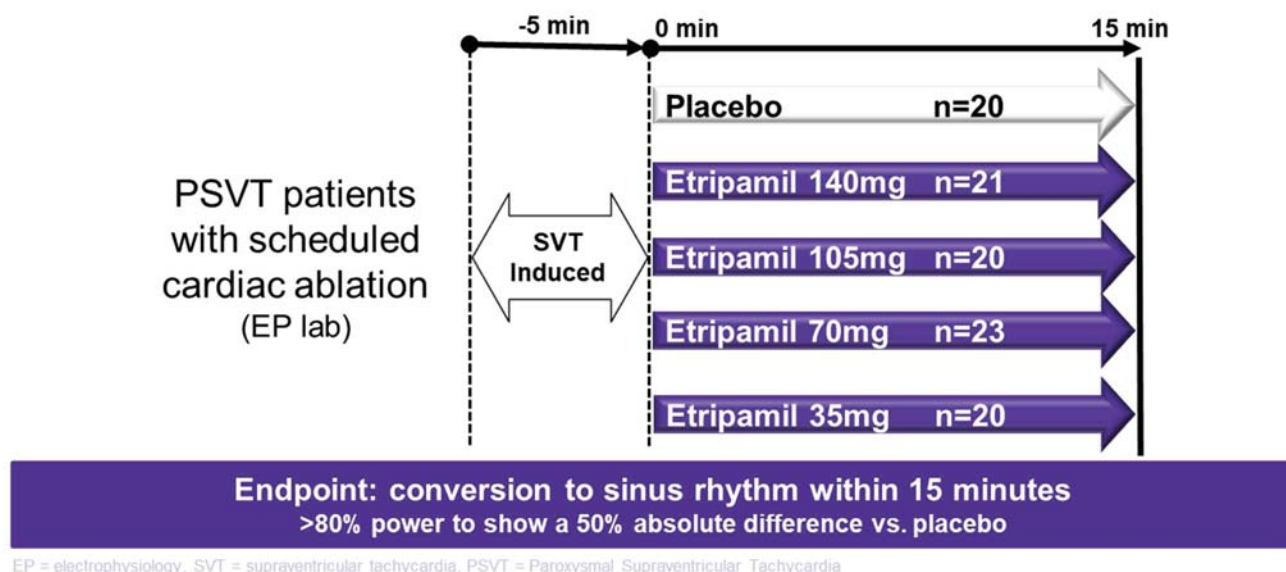 -5 min
0 min
15 min
PSVT patients
with scheduled
cardiac ablation
(EP lab)
SVT
Induced
Placebo n=20
Etripamil 140mg n=21
Etripamil 105mg n=20
Etripamil 70mg n=23
Etripamil 35mg n=20
Endpoint: conversion to sinus rhythm within 15 minutes
>80% power to show a 50% absolute difference vs. placebo
EP = electrophysiology, SVT = supraventricular tachycardia, PSVT = Paroxysmal Supraventricular Tachycardia